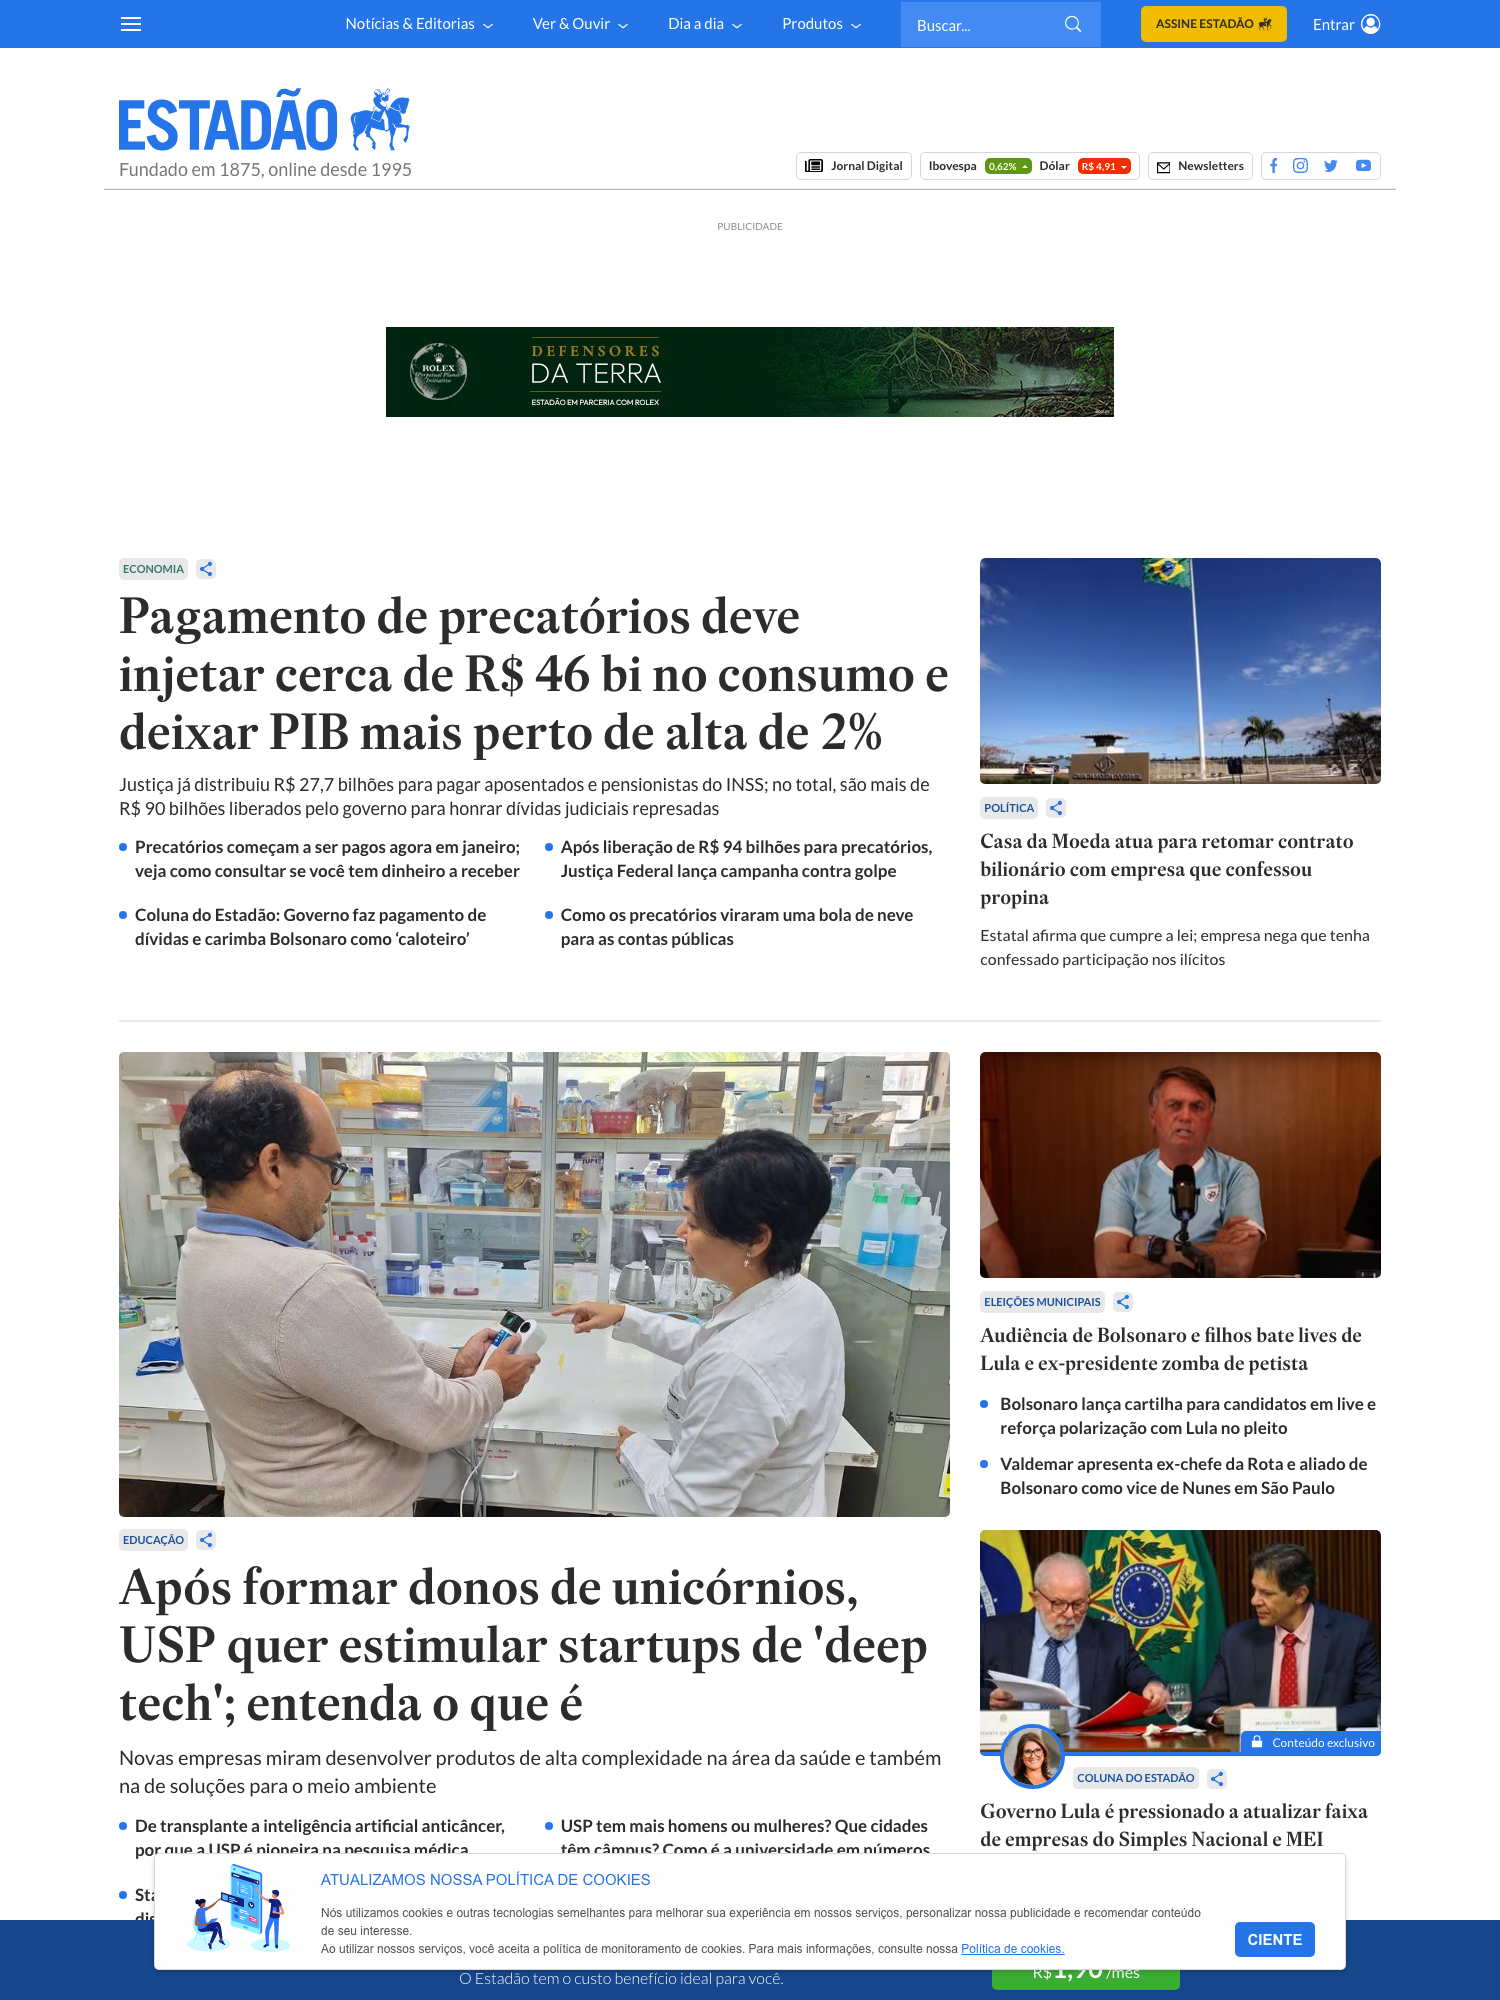 Notícias & Editorias
Ver & Ouvir
Dia a dia
Produtos
Buscar...
ASSINE ESTADÃO
Entrar
ESTADÃO
Fundado em 1875, online desde 1995
Jornal Digital
Ibovespa 0,62% Dólar R$ 4,91
Newsletters
PUBLICIDADE
ROLEX
Perpetual Planet
Initiative
DEFENSORES
DA TERRA
ESTADÃO EM PARCERIA COM ROLEX
ECONOMIA
Pagamento de precatórios deve
injetar cerca de R$ 46 bi no consumo e
deixar PIB mais perto de alta de 2%
Justiça já distribuiu R$ 27,7 bilhões para pagar aposentados e pensionistas do INSS; no total, são mais de
R$ 90 bilhões liberados pelo governo para honrar dívidas judiciais represadas
Precatórios começam a ser pagos agora em janeiro;
veja como consultar se você tem dinheiro a receber
Após liberação de R$ 94 bilhões para precatórios,
Justiça Federal lança campanha contra golpe
Coluna do Estadão: Governo faz pagamento de
dívidas e carimba Bolsonaro como ‘caloteiro’
Como os precatórios viraram uma bola de neve
para as contas públicas
CASA DA MOEDA DO BRASIL
POLÍTICA
Casa da Moeda atua para retomar contrato
bilionário com empresa que confessou
propina
Estatal afirma que cumpre a lei; empresa nega que tenha
confessado participação nos ilícitos
EDUCAÇÃO
Após formar donos de unicórnios,
USP quer estimular startups de 'deep
tech'; entenda o que é
Novas empresas miram desenvolver produtos de alta complexidade na área da saúde e também
na de soluções para o meio ambiente
De transplante a inteligência artificial anticâncer,
por que a USP é pioneira na pesquisa médica
USP tem mais homens ou mulheres? Que cidades
têm câmpus? Como é a universidade em números
ELEIÇÕES MUNICIPAIS
Audiência de Bolsonaro e filhos bate lives de
Lula e ex-presidente zomba de petista
Bolsonaro lança cartilha para candidatos em live e
reforça polarização com Lula no pleito
Valdemar apresenta ex-chefe da Rota e aliado de
Bolsonaro como vice de Nunes em São Paulo
Conteúdo exclusivo
COLUNA DO ESTADÃO
Governo Lula é pressionado a atualizar faixa
de empresas do Simples Nacional e MEI
ATUALIZAMOS NOSSA POLÍTICA DE COOKIES
Nós utilizamos cookies e outras tecnologias semelhantes para melhorar sua experiência em nossos serviços, personalizar nossa publicidade e recomendar conteúdo
de seu interesse.
Ao utilizar nossos serviços, você aceita a política de monitoramento de cookies. Para mais informações, consulte nossa Política de cookies.
CIENTE
O Estadão tem o custo benefício ideal para você.
R$ 1,90 /mês